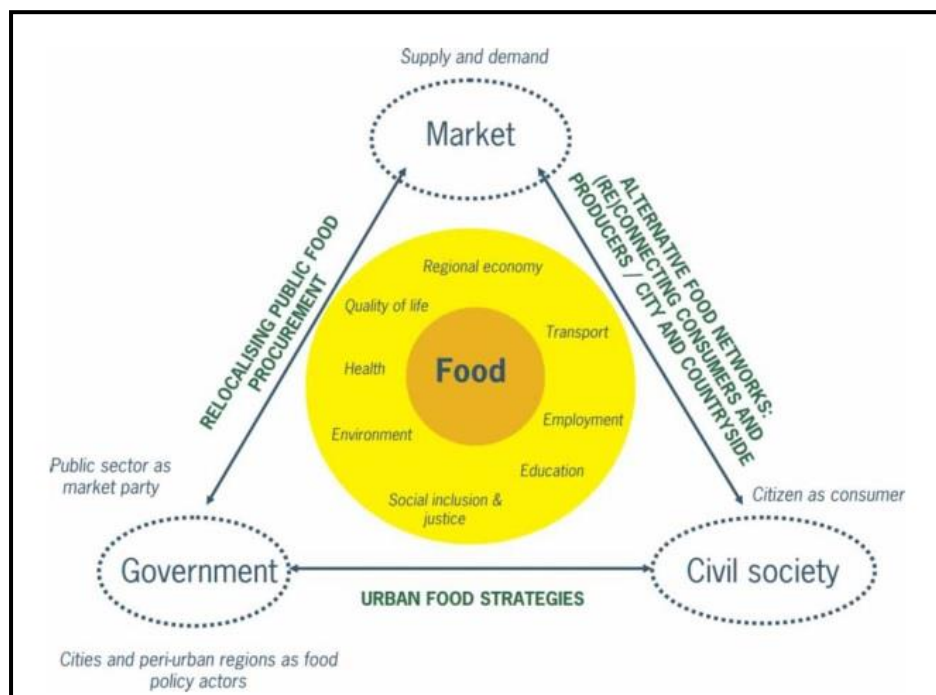 Supply and demand
Market
RELOCALISING PUBLIC FOOD
PROCUREMENT
ALTERNATIVE FOOD NETWORKS:
(RE)CONNECTING CONSUMERS AND
PRODUCERS / CITY AND COUNTRYSIDE
Regional economy
Quality of life
Transport
Health
Food
Employment
Environment
Education
Social inclusion &
justice
Public sector as
market party
Citizen as consumer
Government
Civil society
URBAN FOOD STRATEGIES
Cities and peri-urban regions as food
policy actors